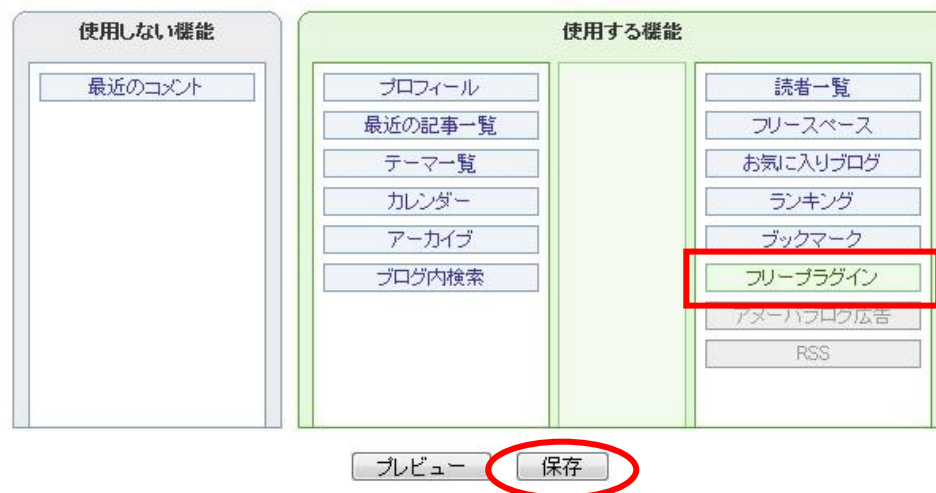 使用しない機能
最近のコメント
使用する機能
プロフィール
最近の記事一覧
テーマ一覧
カレンダー
アーカイブ
ブログ内検索
読者一覧
フリースペース
お気に入りブログ
ランキング
ブックマーク
フリープラグイン
アメーバブログ広告
RSS
プレビュー
保存